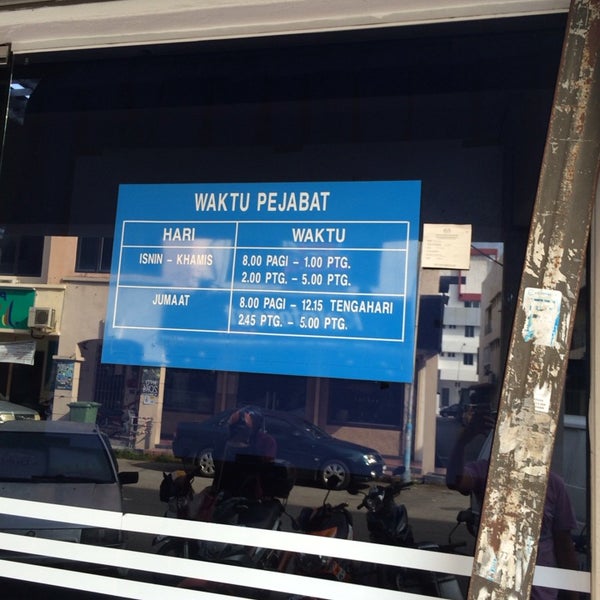 WAKTU PEJABAT
HARI WAKTU
ISNIN – KHAMIS 8.00 PAGI – 1.00 PTG.
2.00 PTG. – 5.00 PTG.
JUMAAT 8.00 PAGI – 12.15 TENGAHARI
2.45 PTG. – 5.00 PTG.